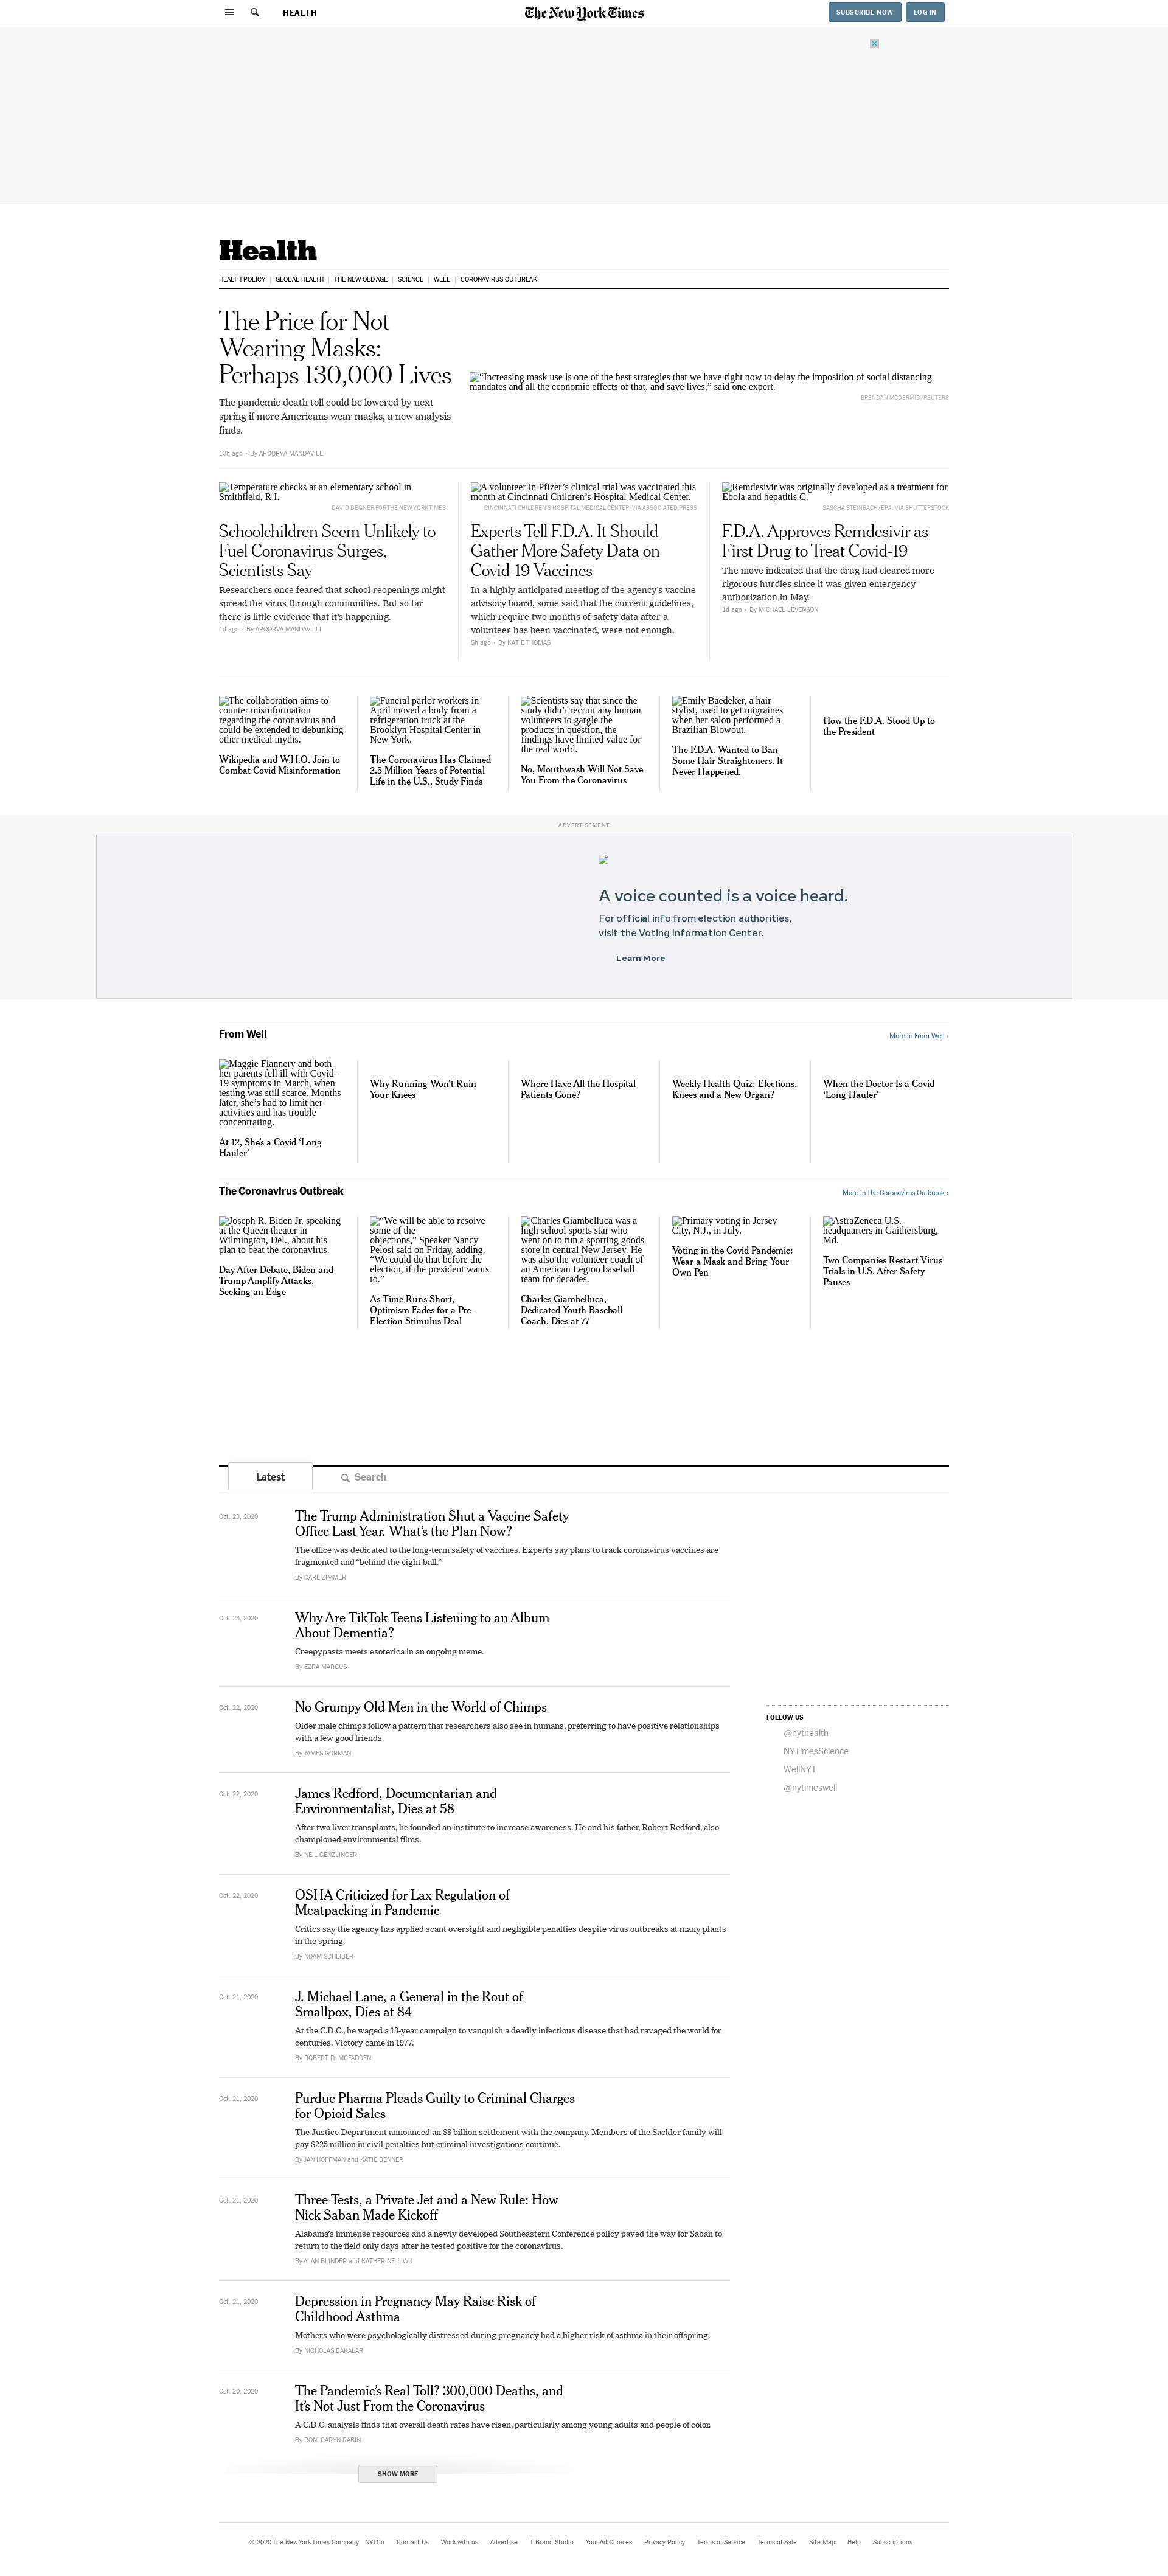 HEALTH
The New York Times
SUBSCRIBE NOW
LOG IN
Health
HEALTH POLICY
GLOBAL HEALTH
THE NEW OLD AGE
SCIENCE
WELL
CORONAVIRUS OUTBREAK
The Price for Not
Wearing Masks:
Perhaps 130,000 Lives
The pandemic death toll could be lowered by next
spring if more Americans wear masks, a new analysis
finds.
13h ago - By APOORVA MANDAVILLI
“Increasing mask use is one of the best strategies that we have right now to delay the imposition of social distancing
mandates and all the economic effects of that, and save lives,” said one expert.
BRENDAN MCDERMID/REUTERS
Temperature checks at an elementary school in
Smithfield, R.I.
DAVID DEGNER FOR THE NEW YORK TIMES
Schoolchildren Seem Unlikely to
Fuel Coronavirus Surges,
Scientists Say
Researchers once feared that school reopenings might
spread the virus through communities. But so far
there is little evidence that it’s happening.
1d ago - By APOORVA MANDAVILLI
A volunteer in Pfizer’s clinical trial was vaccinated this
month at Cincinnati Children’s Hospital Medical Center.
CINCINNATI CHILDREN'S HOSPITAL MEDICAL CENTER, VIA ASSOCIATED PRESS
Experts Tell F.D.A. It Should
Gather More Safety Data on
Covid-19 Vaccines
In a highly anticipated meeting of the agency’s vaccine
advisory board, some said that the current guidelines,
which require two months of safety data after a
volunteer has been vaccinated, were not enough.
5h ago - By KATIE THOMAS
Remdesivir was originally developed as a treatment for
Ebola and hepatitis C.
SASCHA STEINBACH/EPA, VIA SHUTTERSTOCK
F.D.A. Approves Remdesivir as
First Drug to Treat Covid-19
The move indicated that the drug had cleared more
rigorous hurdles since it was given emergency
authorization in May.
1d ago - By MICHAEL LEVENSON
The collaboration aims to
counter misinformation
regarding the coronavirus and
could be extended to debunking
other medical myths.
Wikipedia and W.H.O. Join to
Combat Covid Misinformation
Funeral parlor workers in
April moved a body from a
refrigeration truck at the
Brooklyn Hospital Center in
New York.
The Coronavirus Has Claimed
2.5 Million Years of Potential
Life in the U.S., Study Finds
Scientists say that since the
study didn’t recruit any human
volunteers to gargle the
products in question, the
findings have limited value for
the real world.
No, Mouthwash Will Not Save
You From the Coronavirus
Emily Baedeker, a hair
stylist, used to get migraines
when her salon performed a
Brazilian Blowout.
The F.D.A. Wanted to Ban
Some Hair Straighteners. It
Never Happened.
How the F.D.A. Stood Up to
the President
ADVERTISEMENT
A voice counted is a voice heard.
For official info from election authorities,
visit the Voting Information Center.
Learn More
From Well
More in From Well ›
Maggie Flannery and both
her parents fell ill with Covid-
19 symptoms in March, when
testing was still scarce. Months
later, she’s had to limit her
activities and has trouble
concentrating.
At 12, She’s a Covid ‘Long
Hauler’
Why Running Won’t Ruin
Your Knees
Where Have All the Hospital
Patients Gone?
Weekly Health Quiz: Elections,
Knees and a New Organ?
When the Doctor Is a Covid
‘Long Hauler’
The Coronavirus Outbreak
More in The Coronavirus Outbreak ›
Joseph R. Biden Jr. speaking
at the Queen theater in
Wilmington, Del., about his
plan to beat the coronavirus.
Day After Debate, Biden and
Trump Amplify Attacks,
Seeking an Edge
“We will be able to resolve
some of the
objections,” Speaker Nancy
Pelosi said on Friday, adding,
“We could do that before the
election, if the president wants
to.”
As Time Runs Short,
Optimism Fades for a Pre-
Election Stimulus Deal
Charles Giambelluca was a
high school sports star who
went on to run a sporting goods
store in central New Jersey. He
was also the volunteer coach of
an American Legion baseball
team for decades.
Charles Giambelluca,
Dedicated Youth Baseball
Coach, Dies at 77
Primary voting in Jersey
City, N.J., in July.
Voting in the Covid Pandemic:
Wear a Mask and Bring Your
Own Pen
AstraZeneca U.S.
headquarters in Gaithersburg,
Md.
Two Companies Restart Virus
Trials in U.S. After Safety
Pauses
Latest
Search
Oct. 23, 2020
The Trump Administration Shut a Vaccine Safety
Office Last Year. What’s the Plan Now?
The office was dedicated to the long-term safety of vaccines. Experts say plans to track coronavirus vaccines are
fragmented and “behind the eight ball.”
By CARL ZIMMER
Oct. 23, 2020
Why Are TikTok Teens Listening to an Album
About Dementia?
Creepypasta meets esoterica in an ongoing meme.
By EZRA MARCUS
Oct. 22, 2020
No Grumpy Old Men in the World of Chimps
Older male chimps follow a pattern that researchers also see in humans, preferring to have positive relationships
with a few good friends.
By JAMES GORMAN
FOLLOW US
@nythealth
NYTimesScience
WellNYT
@nytimeswell
Oct. 22, 2020
James Redford, Documentarian and
Environmentalist, Dies at 58
After two liver transplants, he founded an institute to increase awareness. He and his father, Robert Redford, also
championed environmental films.
By NEIL GENZLINGER
Oct. 22, 2020
OSHA Criticized for Lax Regulation of
Meatpacking in Pandemic
Critics say the agency has applied scant oversight and negligible penalties despite virus outbreaks at many plants
in the spring.
By NOAM SCHEIBER
Oct. 21, 2020
J. Michael Lane, a General in the Rout of
Smallpox, Dies at 84
At the C.D.C., he waged a 13-year campaign to vanquish a deadly infectious disease that had ravaged the world for
centuries. Victory came in 1977.
By ROBERT D. MCFADDEN
Oct. 21, 2020
Purdue Pharma Pleads Guilty to Criminal Charges
for Opioid Sales
The Justice Department announced an $8 billion settlement with the company. Members of the Sackler family will
pay $225 million in civil penalties but criminal investigations continue.
By JAN HOFFMAN and KATIE BENNER
Oct. 21, 2020
Three Tests, a Private Jet and a New Rule: How
Nick Saban Made Kickoff
Alabama’s immense resources and a newly developed Southeastern Conference policy paved the way for Saban to
return to the field only days after he tested positive for the coronavirus.
By ALAN BLINDER and KATHERINE J. WU
Oct. 21, 2020
Depression in Pregnancy May Raise Risk of
Childhood Asthma
Mothers who were psychologically distressed during pregnancy had a higher risk of asthma in their offspring.
By NICHOLAS BAKALAR
Oct. 20, 2020
The Pandemic’s Real Toll? 300,000 Deaths, and
It’s Not Just From the Coronavirus
A C.D.C. analysis finds that overall death rates have risen, particularly among young adults and people of color.
By RONI CARYN RABIN
SHOW MORE
© 2020 The New York Times Company
NYTCo
Contact Us
Work with us
Advertise
T Brand Studio
Your Ad Choices
Privacy Policy
Terms of Service
Terms of Sale
Site Map
Help
Subscriptions